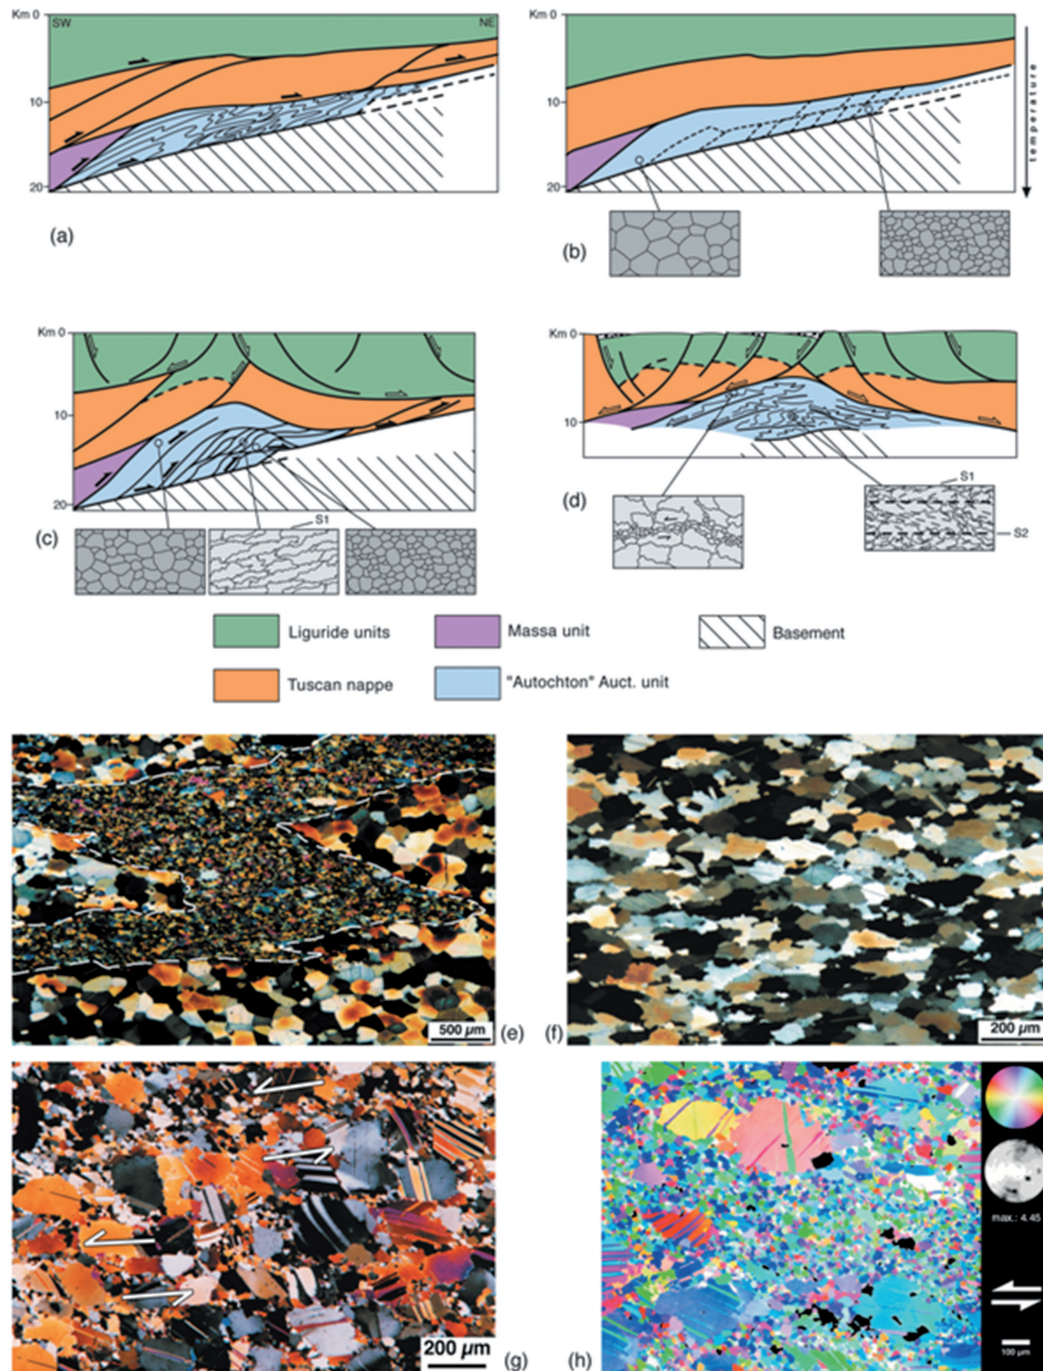 Km 0
SW
NE
10
20
(a)
Km 0
10
20
temperature
(b)
Km 0
10
20
(c)
S1
Km 0
10
(d)
S1
S2
Liguride units
Massa unit
Basement
Tuscan nappe
"Autochton" Auct. unit
500 µm
(e)
(f)
200 µm
200 µm
(g)
(h)
max.: 4.45
100 µm